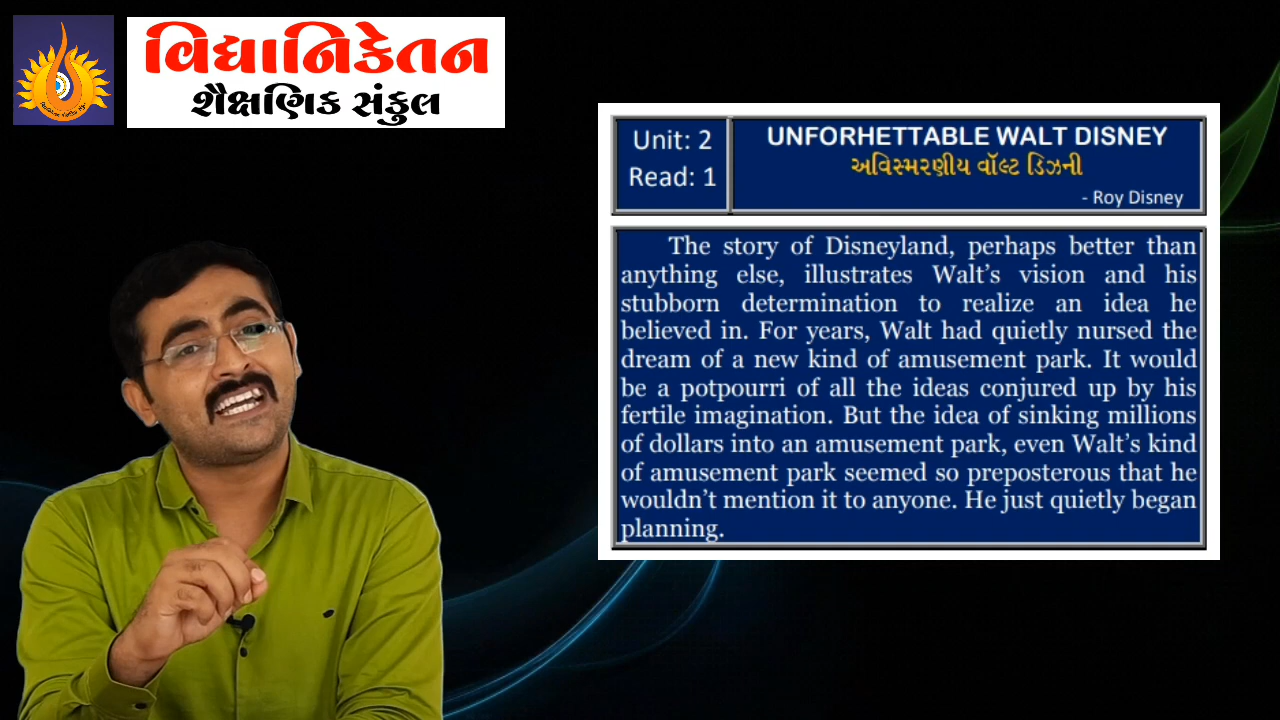 વિદ્યાનિકેતન
શૈક્ષણિક સંકુલ
Unit: 2
Read: 1
UNFORHETTABLE WALT DISNEY
અવિસ્મરણીય વૉલ્ટ ડિઝની
- Roy Disney
The story of Disneyland, perhaps better than
anything else, illustrates Walt’s vision and his
stubborn determination to realize an idea he
believed in. For years, Walt had quietly nursed the
dream of a new kind of amusement park. It would
be a potpourri of all the ideas conjured up by his
fertile imagination. But the idea of sinking millions
of dollars into an amusement park, even Walt’s kind
of amusement park seemed so preposterous that he
wouldn’t mention it to anyone. He just quietly began
planning.